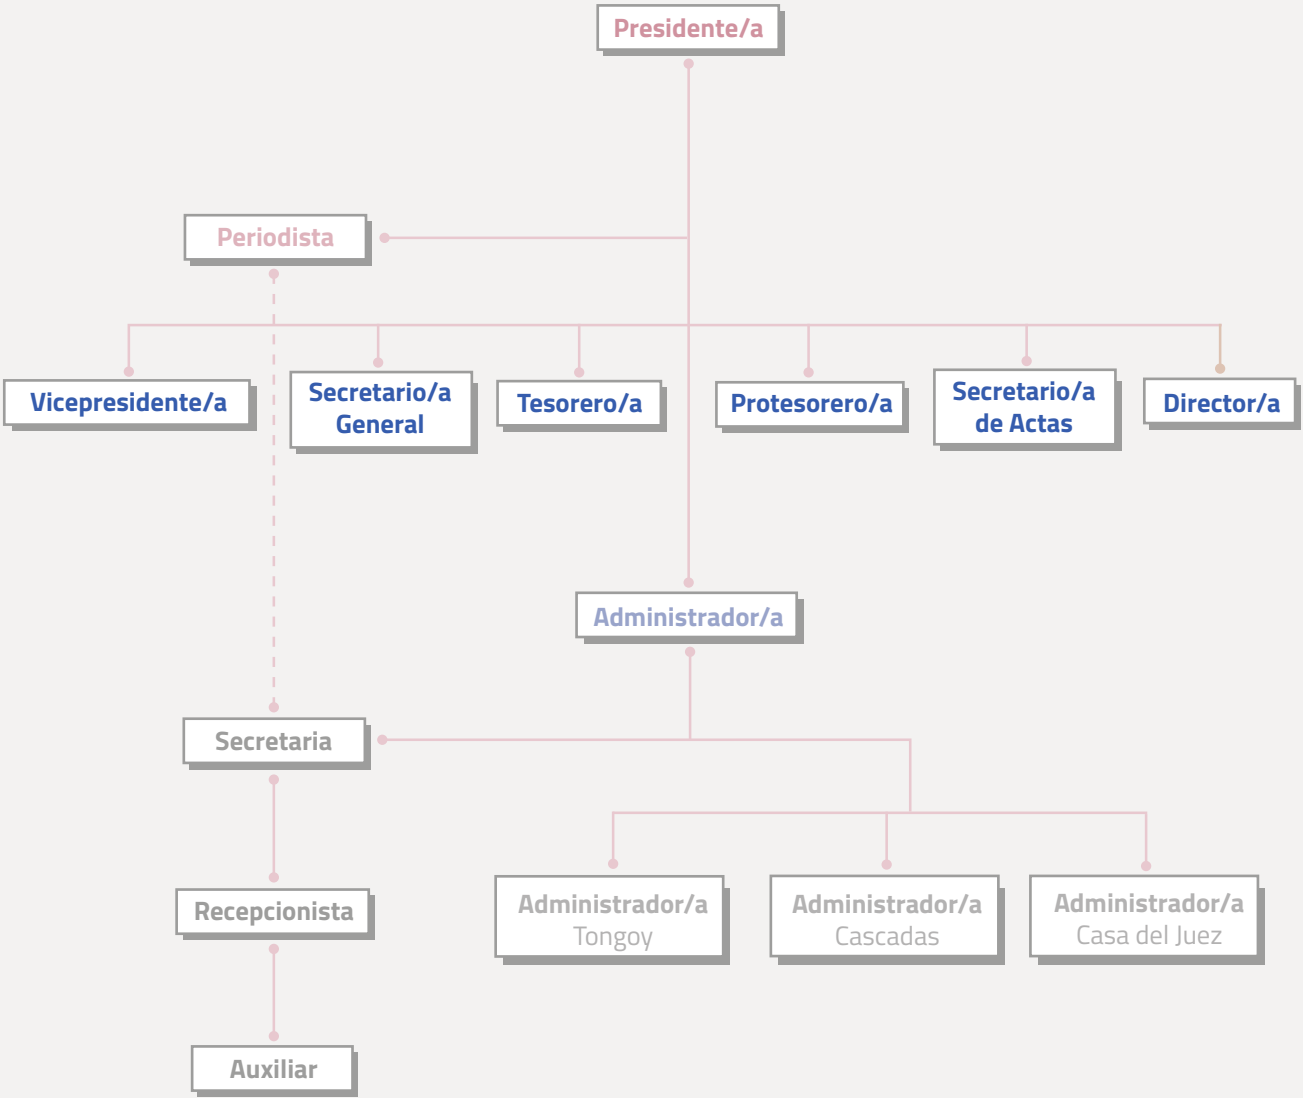 Presidente/a
Periodista
Vicepresidente/a
Secretario/a
General
Tesorero/a
Protesorero/a
Secretario/a
de Actas
Director/a
Administrador/a
Secretaria
Recepcionista
Administrador/a
Tongoy
Administrador/a
Cascadas
Administrador/a
Casa del Juez
Auxiliar